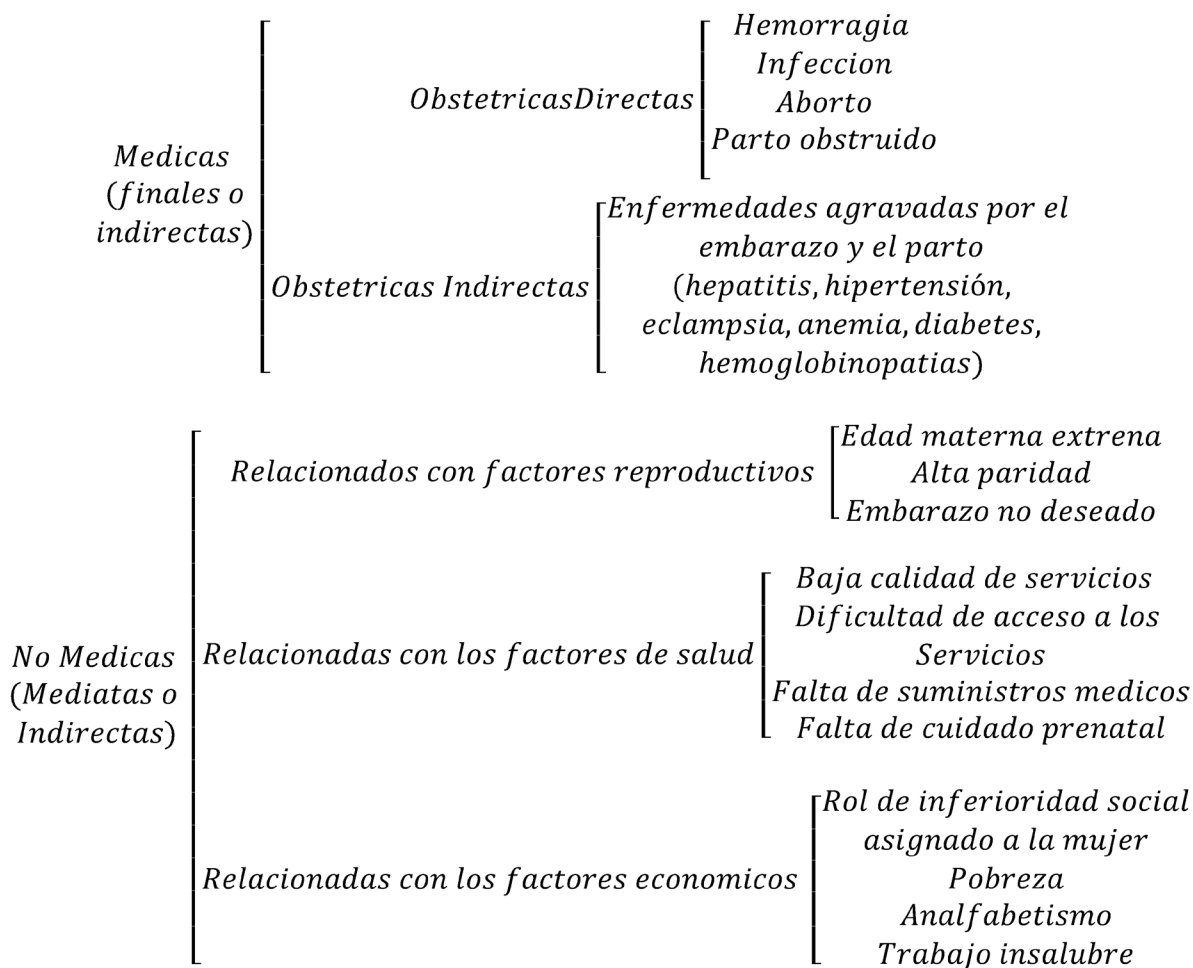 Medicas
(finales o
indirectas)
ObstetricasDirectas
Hemorragia
Infeccion
Aborto
Parto obstruido
Obstetricas Indirectas
Enfermedades agravadas por el
embarazo y el parto
(hepatitis, hipertensión,
eclampsia, anemia, diabetes,
hemoglobinopatias)
No Medicas
(Mediatas o
Indirectas)
Relacionados con factores reproductivos
Edad materna extrena
Alta paridad
Embarazo no deseado
Relacionadas con los factores de salud
Baja calidad de servicios
Dificultad de acceso a los
Servicios
Falta de suministros medicos
Falta de cuidado prenatal
Relacionadas con los factores economicos
Rol de inferioridad social
asignado a la mujer
Pobreza
Analfabetismo
Trabajo insalubre